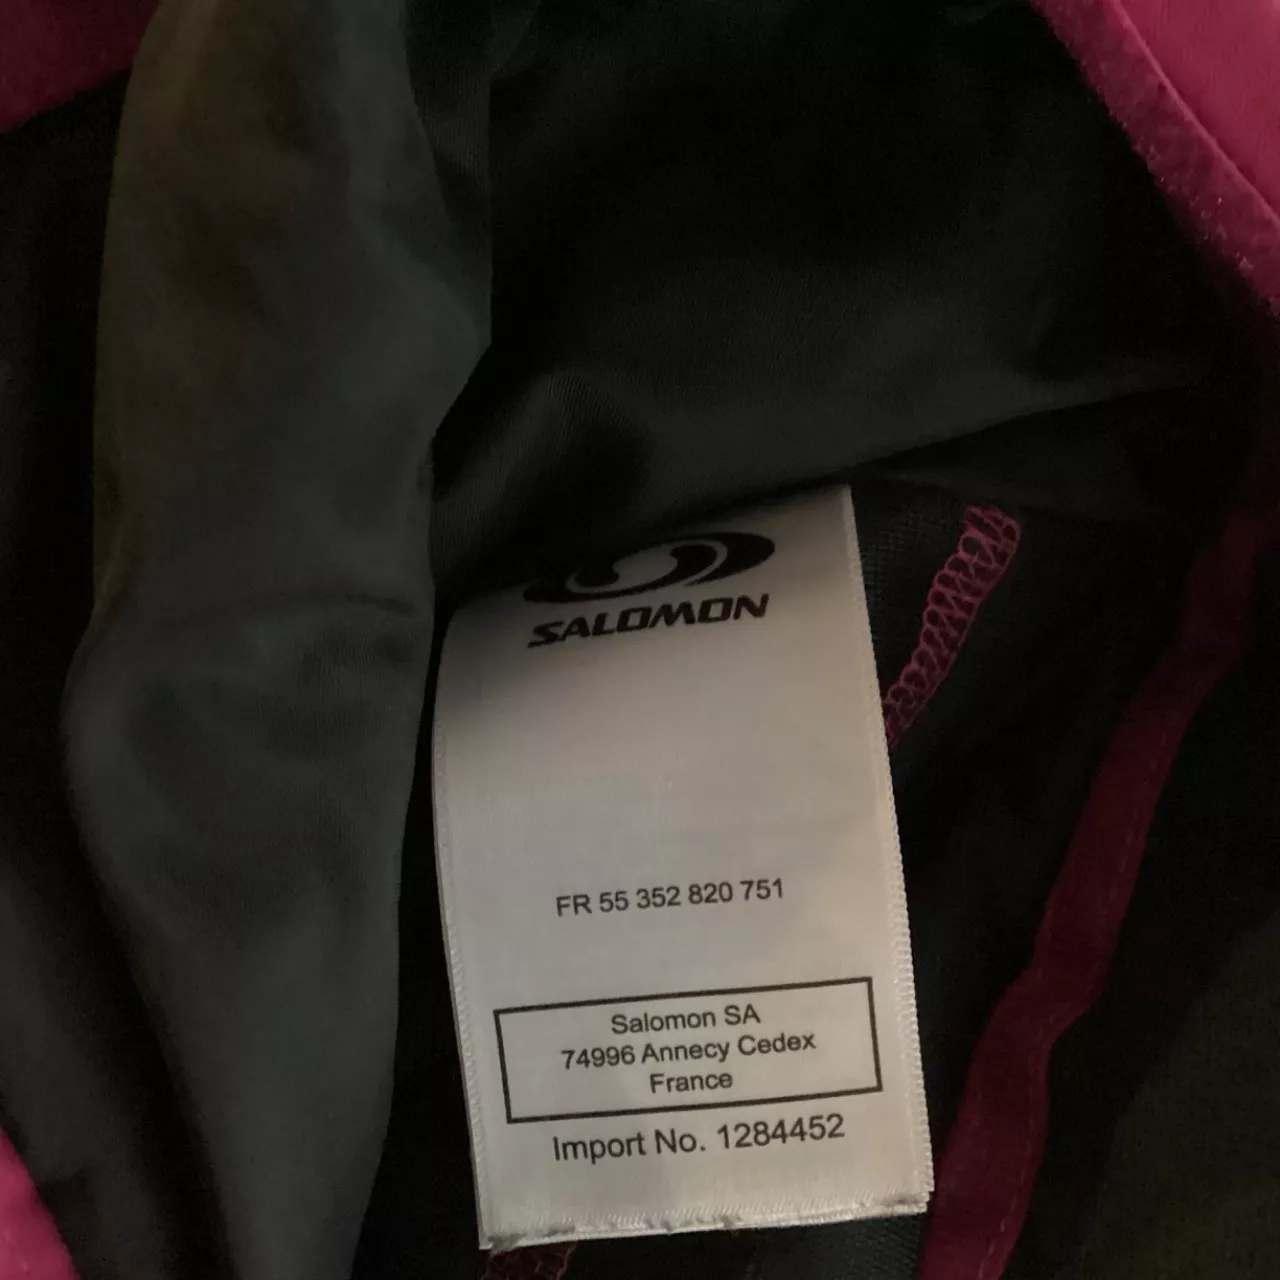 SALOMON
FR 55 352 820 751
Salomon SA
74996 Annecy Cedex
France
Import No. 1284452